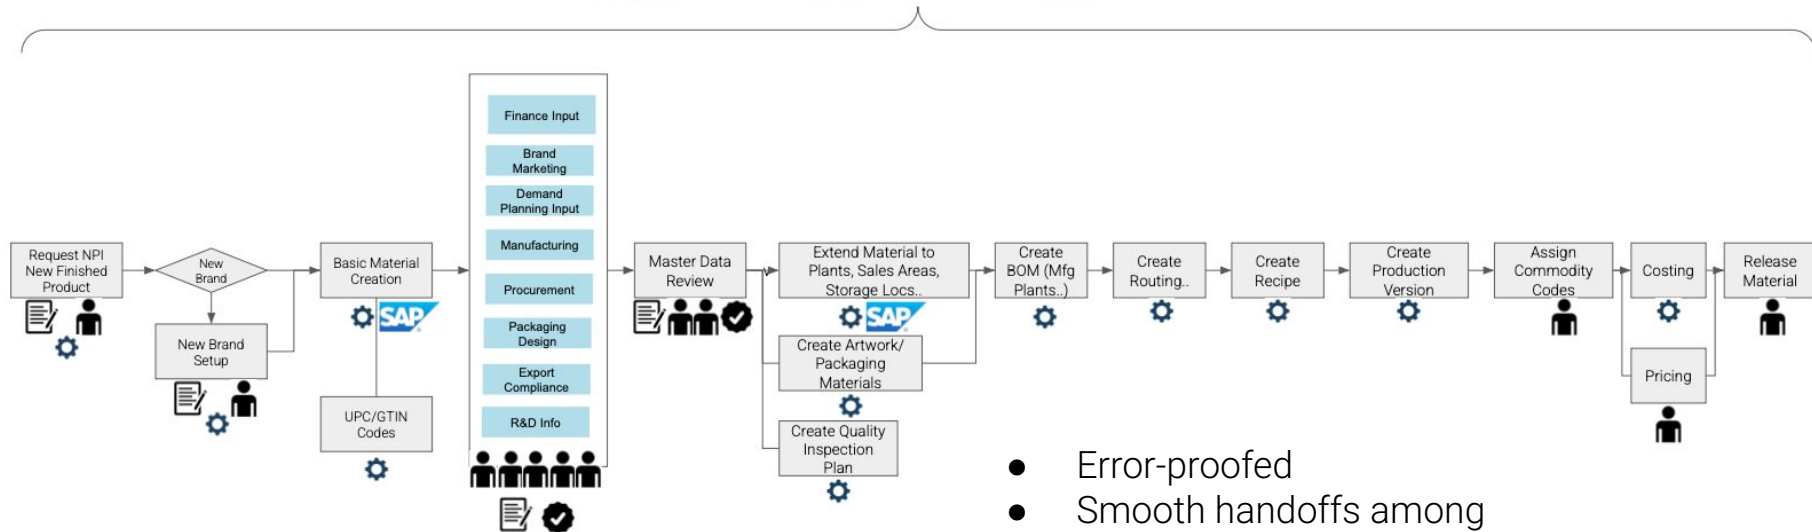 Request NPI
New Finished
Product
New
Brand
New Brand
Setup
Basic Material
Creation
SAP
UPC/GTIN
Codes
Finance Input
Brand
Marketing
Demand
Planning Input
Manufacturing
Procurement
Packaging
Design
Export
Compliance
R&D Info
Master Data
Review
Extend Material to
Plants, Sales Areas,
Storage Locs..
SAP
Create Artwork/
Packaging
Materials
Create Quality
Inspection
Plan
Create
BOM (Mfg
Plants..)
Create
Routing..
Create
Recipe
Create
Production
Version
Assign
Commodity
Codes
Costing
Pricing
Release
Material
● Error-proofed
● Smooth handoffs among